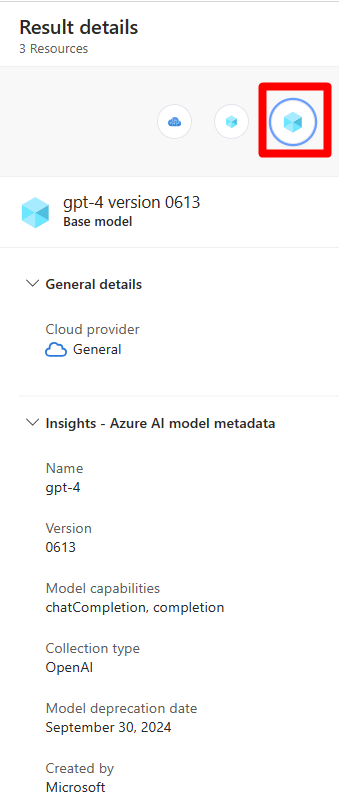 Result details
3 Resources
gpt-4 version 0613
Base model
General details
Cloud provider
General
Insights - Azure AI model metadata
Name
gpt-4
Version
0613
Model capabilities
chatCompletion, completion
Collection type
OpenAI
Model deprecation date
September 30, 2024
Created by
Microsoft